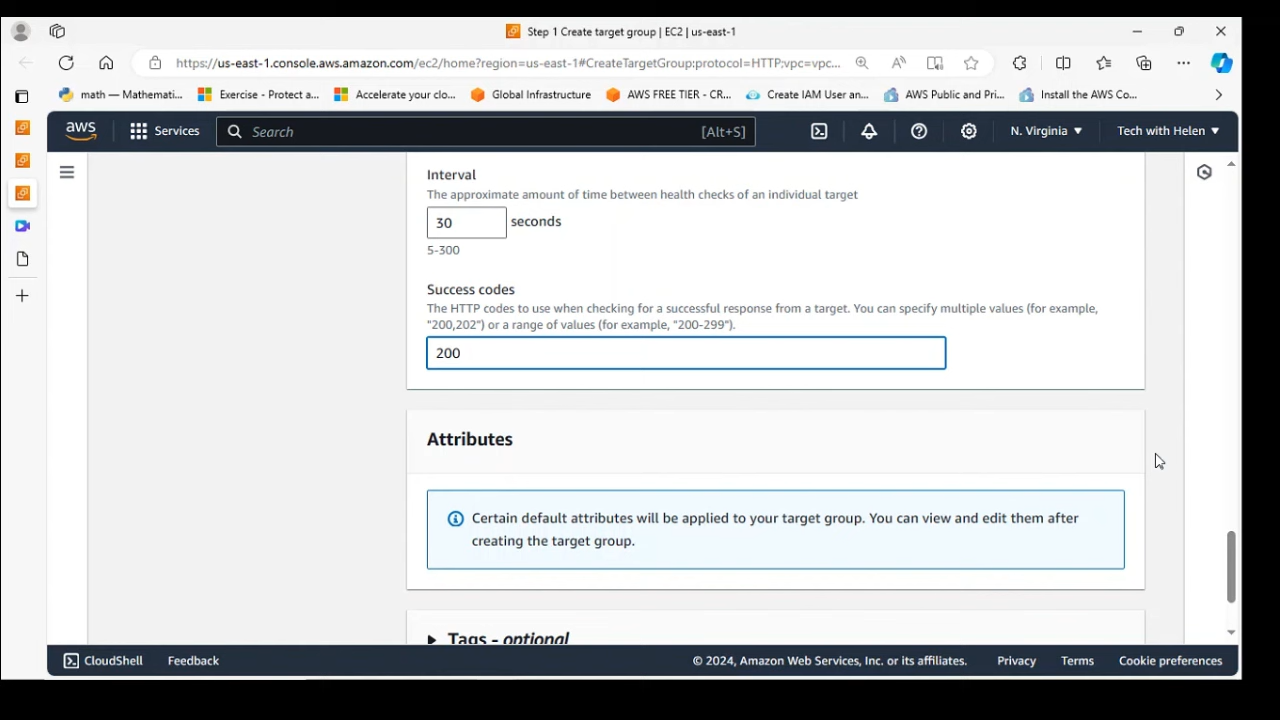 Step 1 Create target group | EC2 | us-east-1
https://us-east-1.console.aws.amazon.com/ec2/home?region=us-east-1#CreateTargetGroup:protocol=HTTP;vpc=vpc...
math — Mathemati... Exercise - Protect a... Accelerate your clo... Global Infrastructure AWS FREE TIER - CR... Create IAM User an... AWS Public and Pri... Install the AWS Co...
aws Services Search [Alt+S] N. Virginia Tech with Helen
Interval
The approximate amount of time between health checks of an individual target
30 seconds
5-300
Success codes
The HTTP codes to use when checking for a successful response from a target. You can specify multiple values (for example,
"200,202") or a range of values (for example, "200-299").
200
Attributes
Certain default attributes will be applied to your target group. You can view and edit them after
creating the target group.
Tags - optional
CloudShell Feedback © 2024, Amazon Web Services, Inc. or its affiliates. Privacy Terms Cookie preferences